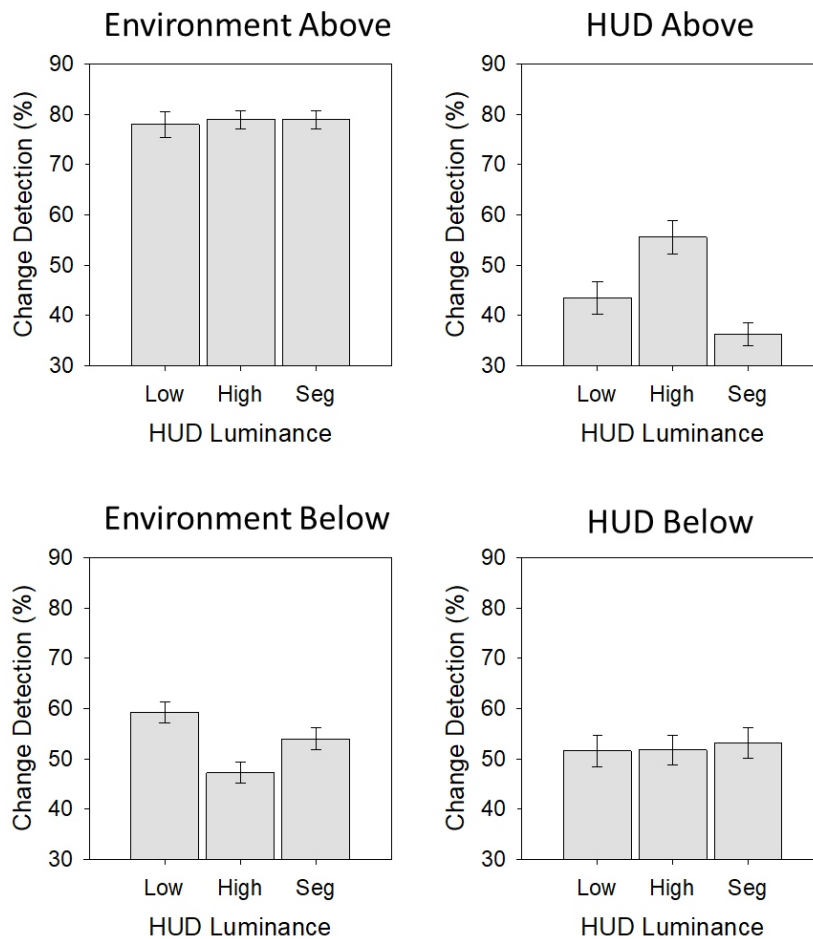 Environment Above
90
80
70
60
50
40
30
Change Detection (%)
Low High Seg
HUD Luminance
HUD Above
90
80
70
60
50
40
30
Change Detection (%)
Low High Seg
HUD Luminance
Environment Below
90
80
70
60
50
40
30
Change Detection (%)
Low High Seg
HUD Luminance
HUD Below
90
80
70
60
50
40
30
Change Detection (%)
Low High Seg
HUD Luminance